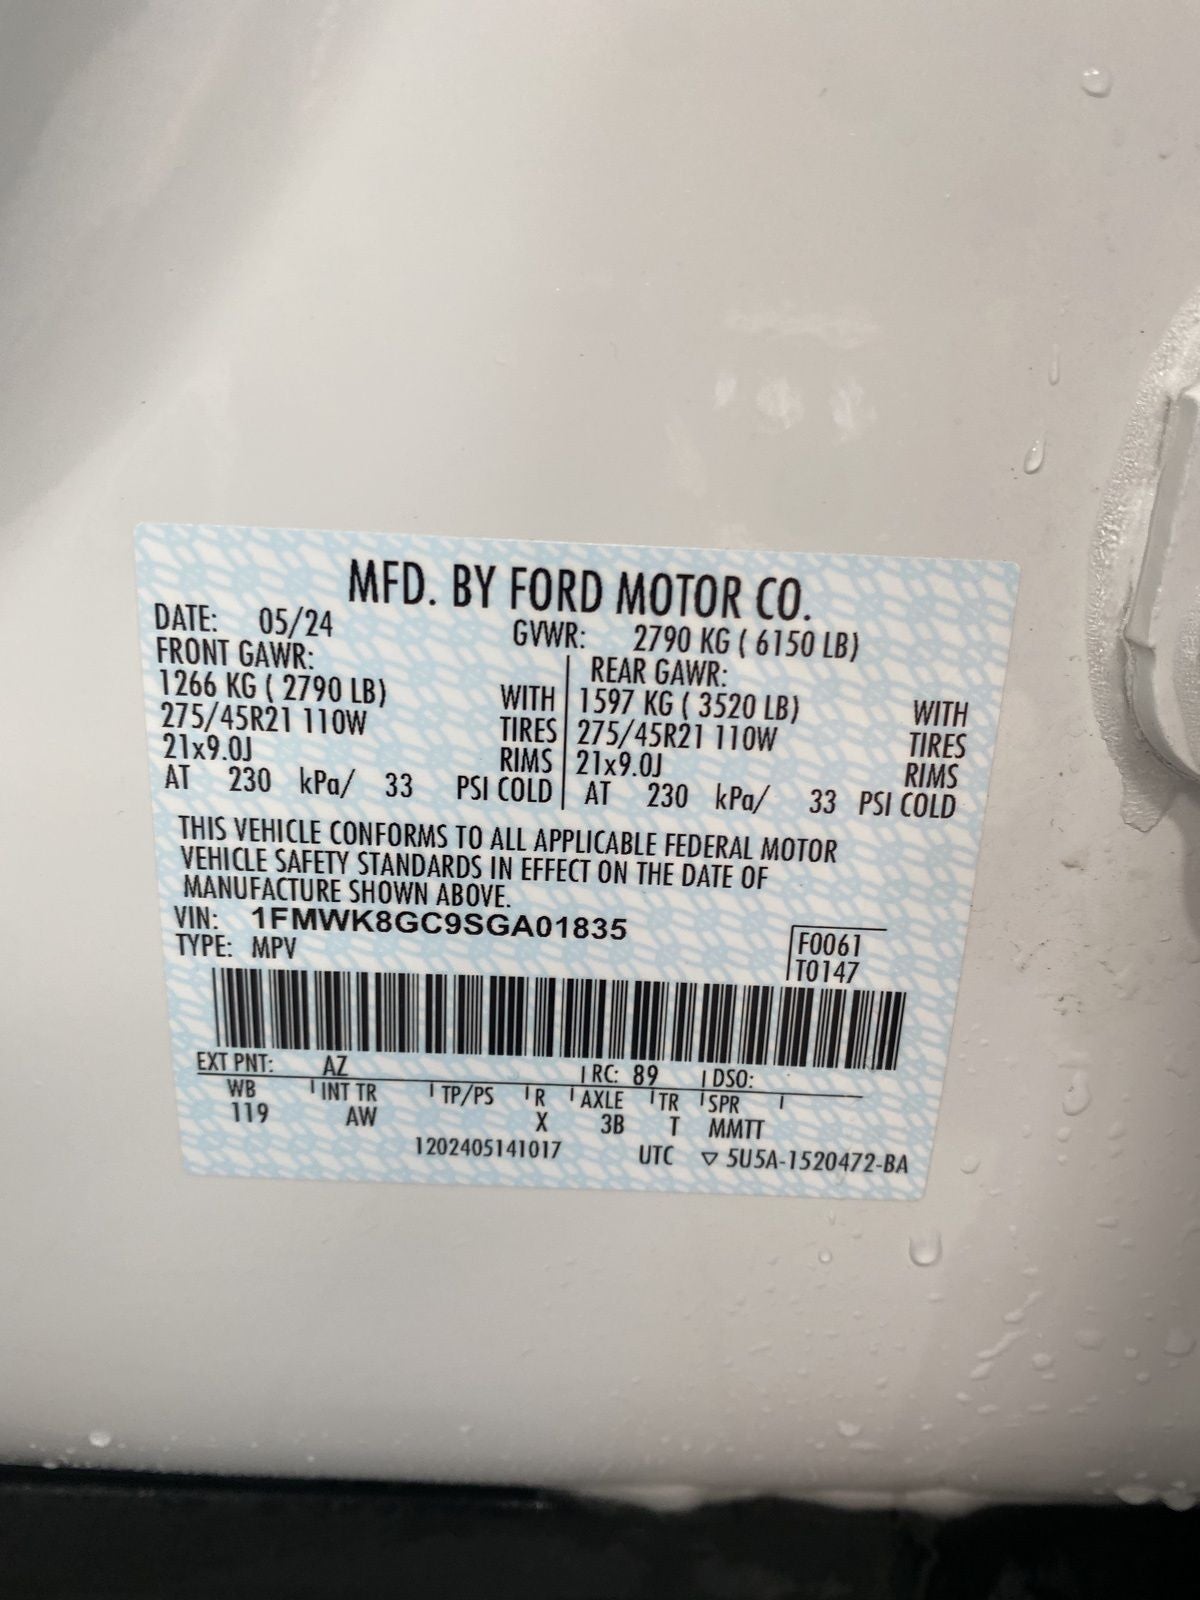 MFD. BY FORD MOTOR CO.
DATE: 05/24 GVWR: 2790 KG ( 6150 LB)
FRONT GAWR: REAR GAWR:
1266 KG ( 2790 LB) WITH 1597 KG ( 3520 LB) WITH
275/45R21 110W TIRES 275/45R21 110W TIRES
21x9.0J RIMS 21x9.0J RIMS
AT 230 kPa/ 33 PSI COLD AT 230 kPa/ 33 PSI COLD
THIS VEHICLE CONFORMS TO ALL APPLICABLE FEDERAL MOTOR
VEHICLE SAFETY STANDARDS IN EFFECT ON THE DATE OF
MANUFACTURE SHOWN ABOVE.
VIN: 1FMWK8GC9SGA01835
TYPE: MPV
F0061
T0147
EXT PNT: AZ RC: 89 DSO:
WB INT TR TP/PS R AXLE TR SPR
119 AW X 3B T MMTT
1202405141017 UTC ▽ 5U5A-1520472-BA